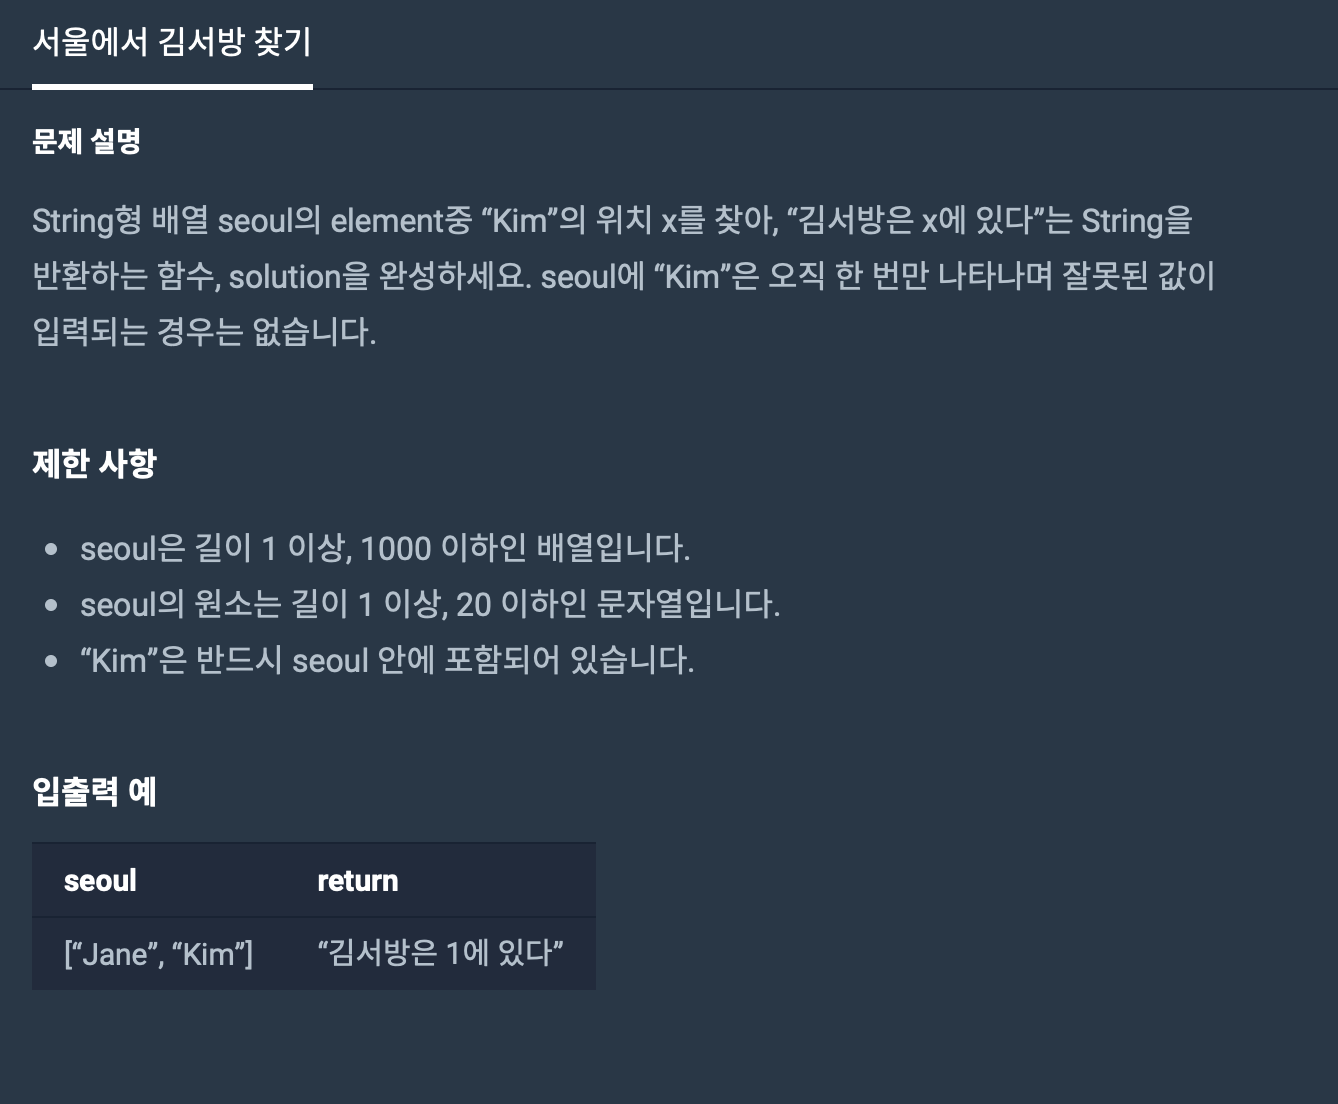 서울에서 김서방 찾기
문제 설명
String형 배열 seoul의 element중 “Kim”의 위치 x를 찾아, “김서방은 x에 있다”는 String을
반환하는 함수, solution을 완성하세요. seoul에 “Kim”은 오직 한 번만 나타나며 잘못된 값이
입력되는 경우는 없습니다.
제한 사항
• seoul은 길이 1 이상, 1000 이하인 배열입니다.
• seoul의 원소는 길이 1 이상, 20 이하인 문자열입니다.
• “Kim”은 반드시 seoul 안에 포함되어 있습니다.
입출력 예
seoul return
[“Jane”, “Kim”] “김서방은 1에 있다”